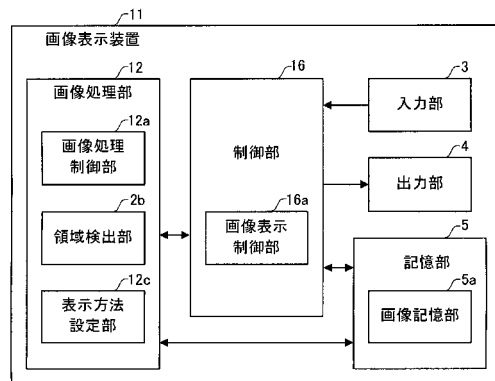 11
画像表示装置
12
画像処理部
12a
画像処理
制御部
2b
領域検出部
12c
表示方法
設定部
16
制御部
16a
画像表示
制御部
3
入力部
4
出力部
5
記憶部
5a
画像記憶部